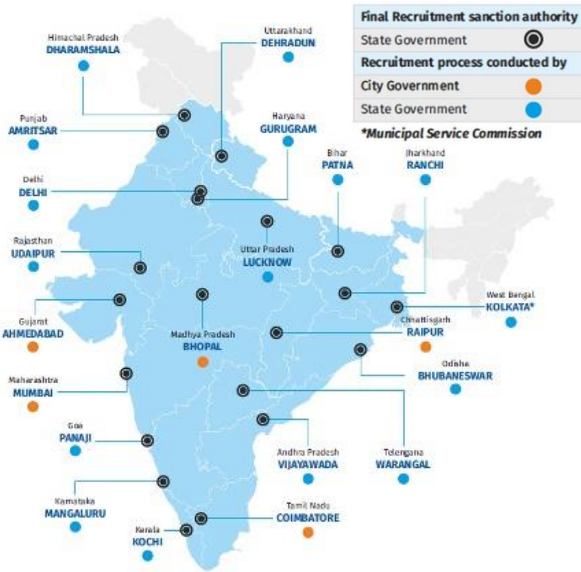 Final Recruitment sanction authority
State Government
Recruitment process conducted by
City Government
State Government
*Municipal Service Commission
Himachal Pradesh
DHARAMSHALA
Uttarakhand
DEHRADUN
Punjab
AMRITSAR
Haryana
GURUGRAM
Bihar
PATNA
Jharkhand
RANCHI
Delhi
DELHI
Rajasthan
UDAIPUR
Uttar Pradesh
LUCKNOW
West Bengal
KOLKATA*
Gujarat
AHMEDABAD
Madhya Pradesh
BHOPAL
Chhattisgarh
RAIPUR
Odisha
BHUBANESWAR
Maharashtra
MUMBAI
Goa
PANAJI
Andhra Pradesh
VIJAYAWADA
Telengana
WARANGAL
Karnataka
MANGALURU
Karala
KOCHI
Tamil Nadu
COIMBATORE